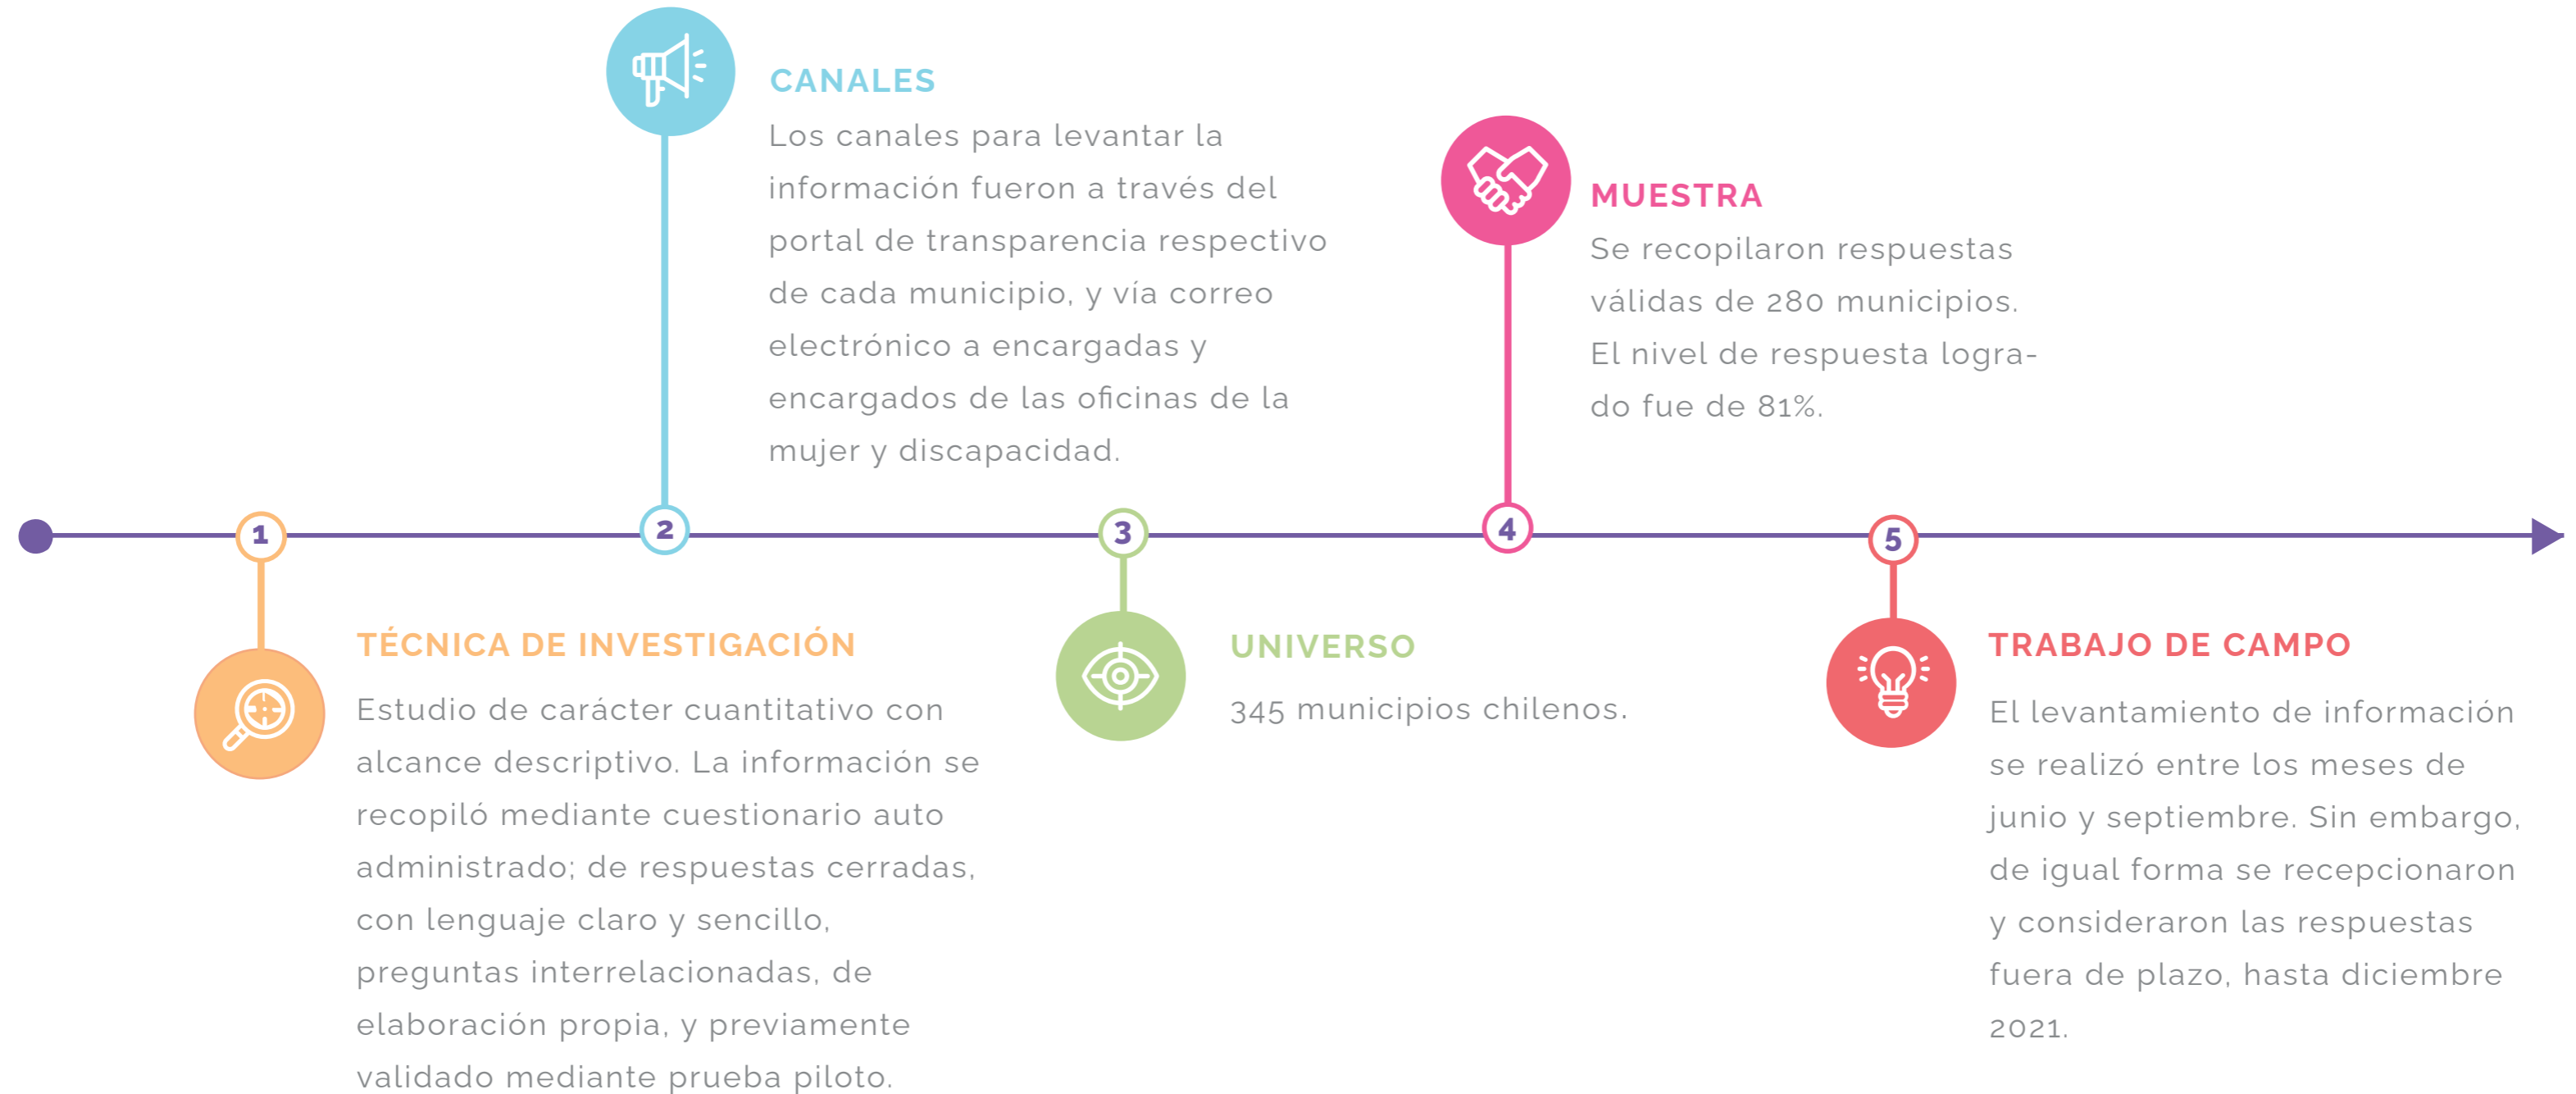 1
TÉCNICA DE INVESTIGACIÓN
Estudio de carácter cuantitativo con
alcance descriptivo. La información se
recopiló mediante cuestionario auto
administrado; de respuestas cerradas,
con lenguaje claro y sencillo,
preguntas interrelacionadas, de
elaboración propia, y previamente
validado mediante prueba piloto.
2
CANALES
Los canales para levantar la
información fueron a través del
portal de transparencia respectivo
de cada municipio, y vía correo
electrónico a encargadas y
encargados de las oficinas de la
mujer y discapacidad.
3
UNIVERSO
345 municipios chilenos.
4
MUESTRA
Se recopilaron respuestas
válidas de 280 municipios.
El nivel de respuesta logra-
do fue de 81%.
5
TRABAJO DE CAMPO
El levantamiento de información
se realizó entre los meses de
junio y septiembre. Sin embargo,
de igual forma se recepcionaron
y consideraron las respuestas
fuera de plazo, hasta diciembre
2021.